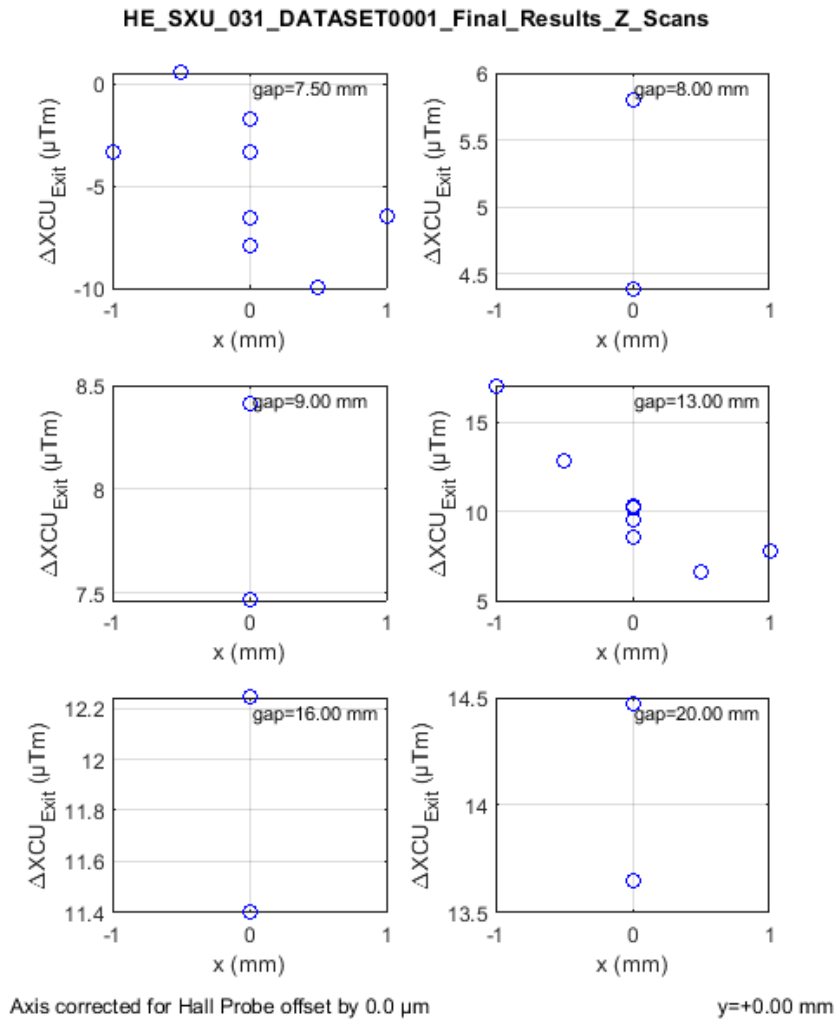 HE_SXU_031_DATASET0001_Final_Results_Z_Scans
gap=7.50 mm
0
-5
-10
ΔXCU_Exit (µTm)
-1 0 1
x (mm)
gap=8.00 mm
6
5.5
5
4.5
ΔXCU_Exit (µTm)
-1 0 1
x (mm)
gap=9.00 mm
8.5
8
7.5
ΔXCU_Exit (µTm)
-1 0 1
x (mm)
gap=13.00 mm
15
10
5
ΔXCU_Exit (µTm)
-1 0 1
x (mm)
gap=16.00 mm
12.2
12
11.8
11.6
11.4
ΔXCU_Exit (µTm)
-1 0 1
x (mm)
gap=20.00 mm
14.5
14
13.5
ΔXCU_Exit (µTm)
-1 0 1
x (mm)
Axis corrected for Hall Probe offset by 0.0 µm
y=+0.00 mm